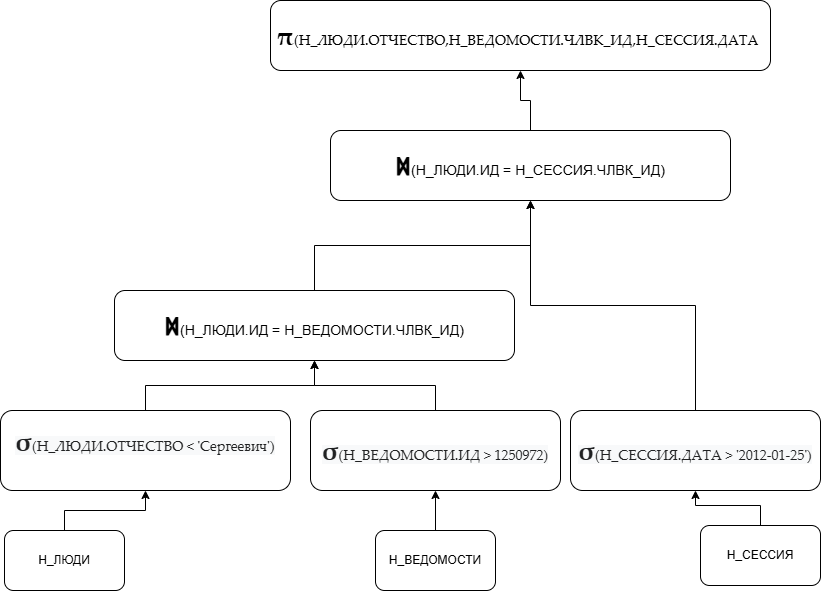 π(Н_ЛЮДИ.ОТЧЕСТВО,Н_ВЕДОМОСТИ.ЧЛВК_ИД,Н_СЕССИЯ.ДАТА
⋈(Н_ЛЮДИ.ИД = Н_СЕССИЯ.ЧЛВК_ИД)
⋈(Н_ЛЮДИ.ИД = Н_ВЕДОМОСТИ.ЧЛВК_ИД)
σ(Н_ЛЮДИ.ОТЧЕСТВО < 'Сергеевич')
σ(Н_ВЕДОМОСТИ.ИД > 1250972)
σ(Н_СЕССИЯ.ДАТА > '2012-01-25')
Н_ЛЮДИ
Н_ВЕДОМОСТИ
Н_СЕССИЯ